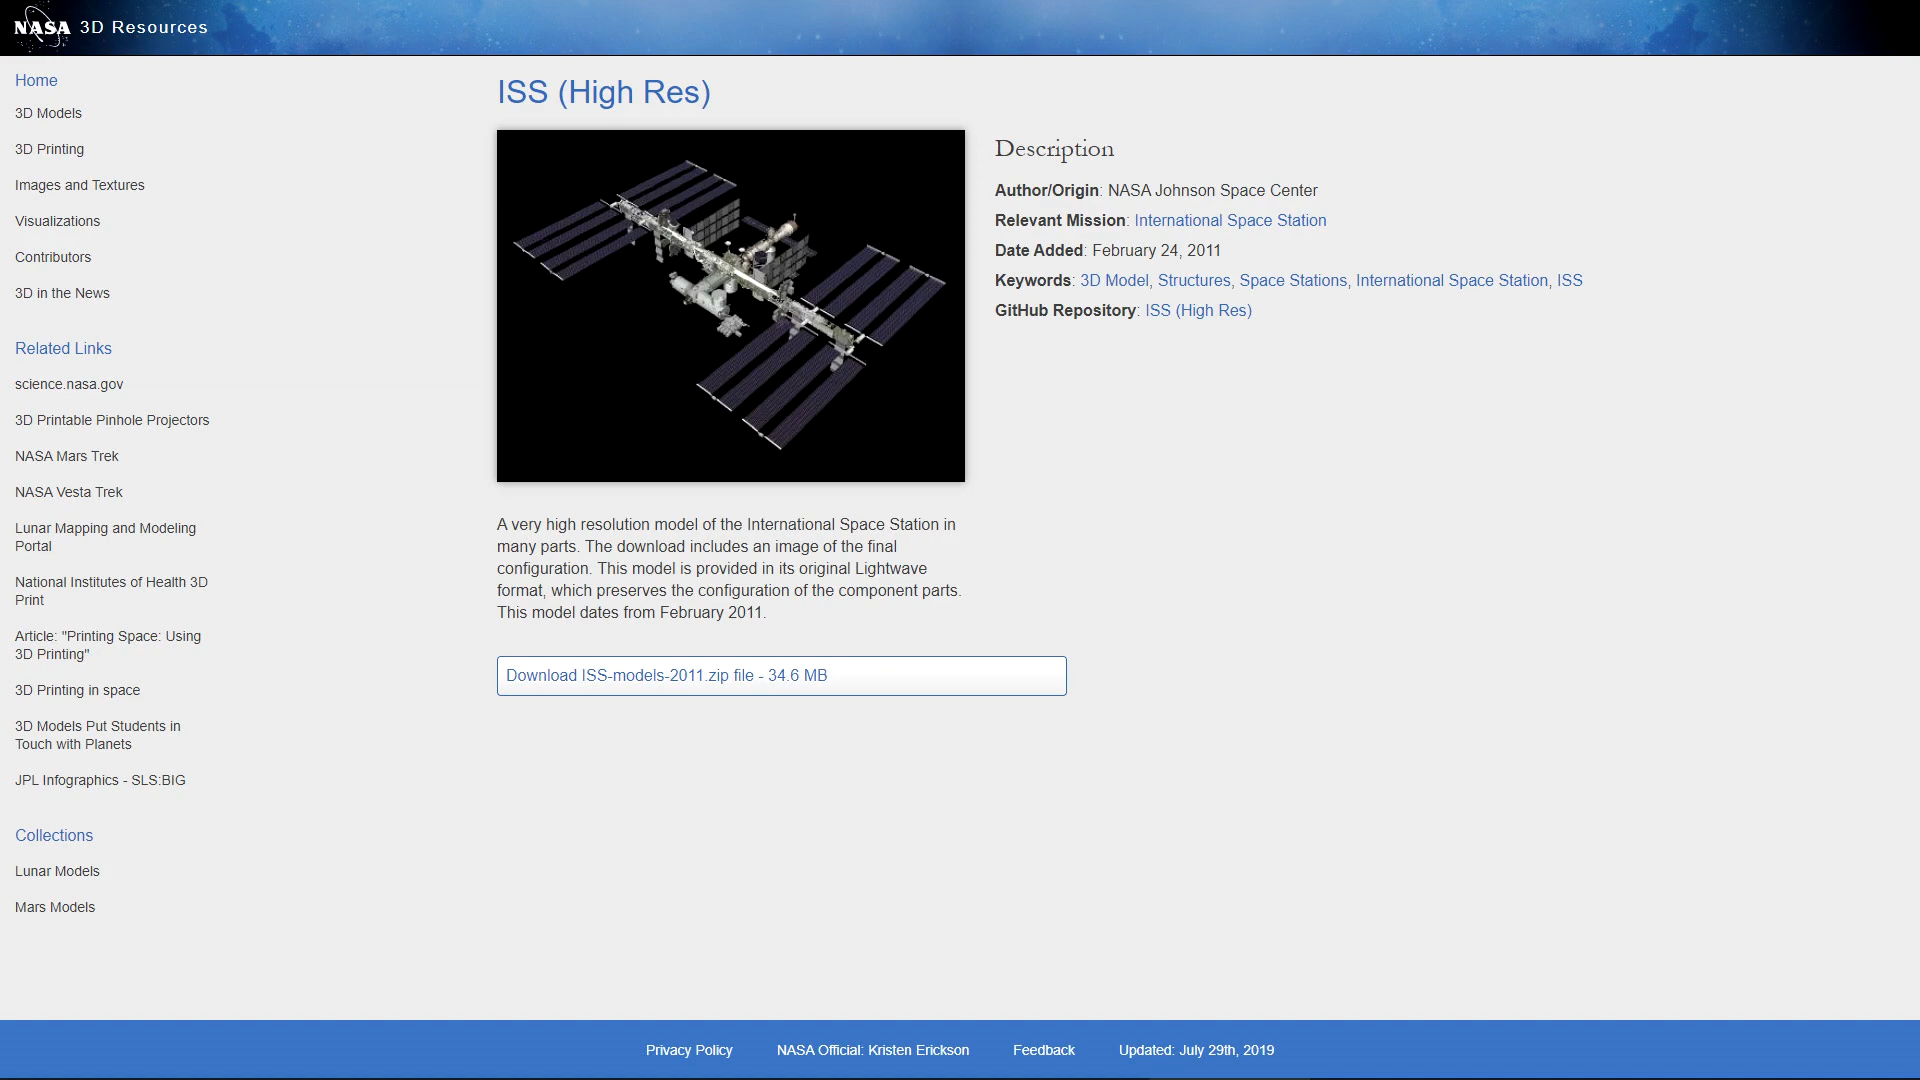 NASA 3D Resources
Home
3D Models
3D Printing
Images and Textures
Visualizations
Contributors
3D in the News
Related Links
science.nasa.gov
3D Printable Pinhole Projectors
NASA Mars Trek
NASA Vesta Trek
Lunar Mapping and Modeling
Portal
National Institutes of Health 3D
Print
Article: "Printing Space: Using
3D Printing"
3D Printing in space
3D Models Put Students in
Touch with Planets
JPL Infographics - SLS:BIG
Collections
Lunar Models
Mars Models
ISS (High Res)
A very high resolution model of the International Space Station in
many parts. The download includes an image of the final
configuration. This model is provided in its original Lightwave
format, which preserves the configuration of the component parts.
This model dates from February 2011.
Download ISS-models-2011.zip file - 34.6 MB
Description
Author/Origin: NASA Johnson Space Center
Relevant Mission: International Space Station
Date Added: February 24, 2011
Keywords: 3D Model, Structures, Space Stations, International Space Station, ISS
GitHub Repository: ISS (High Res)
Privacy Policy NASA Official: Kristen Erickson Feedback Updated: July 29th, 2019